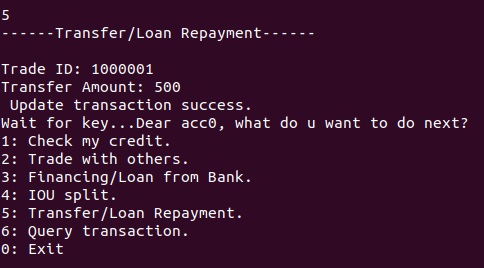 5
------Transfer/Loan Repayment------
Trade ID: 1000001
Transfer Amount: 500
Update transaction success.
Wait for key...Dear acc0, what do u want to do next?
1: Check my credit.
2: Trade with others.
3: Financing/Loan from Bank.
4: IOU split.
5: Transfer/Loan Repayment.
6: Query transaction.
0: Exit